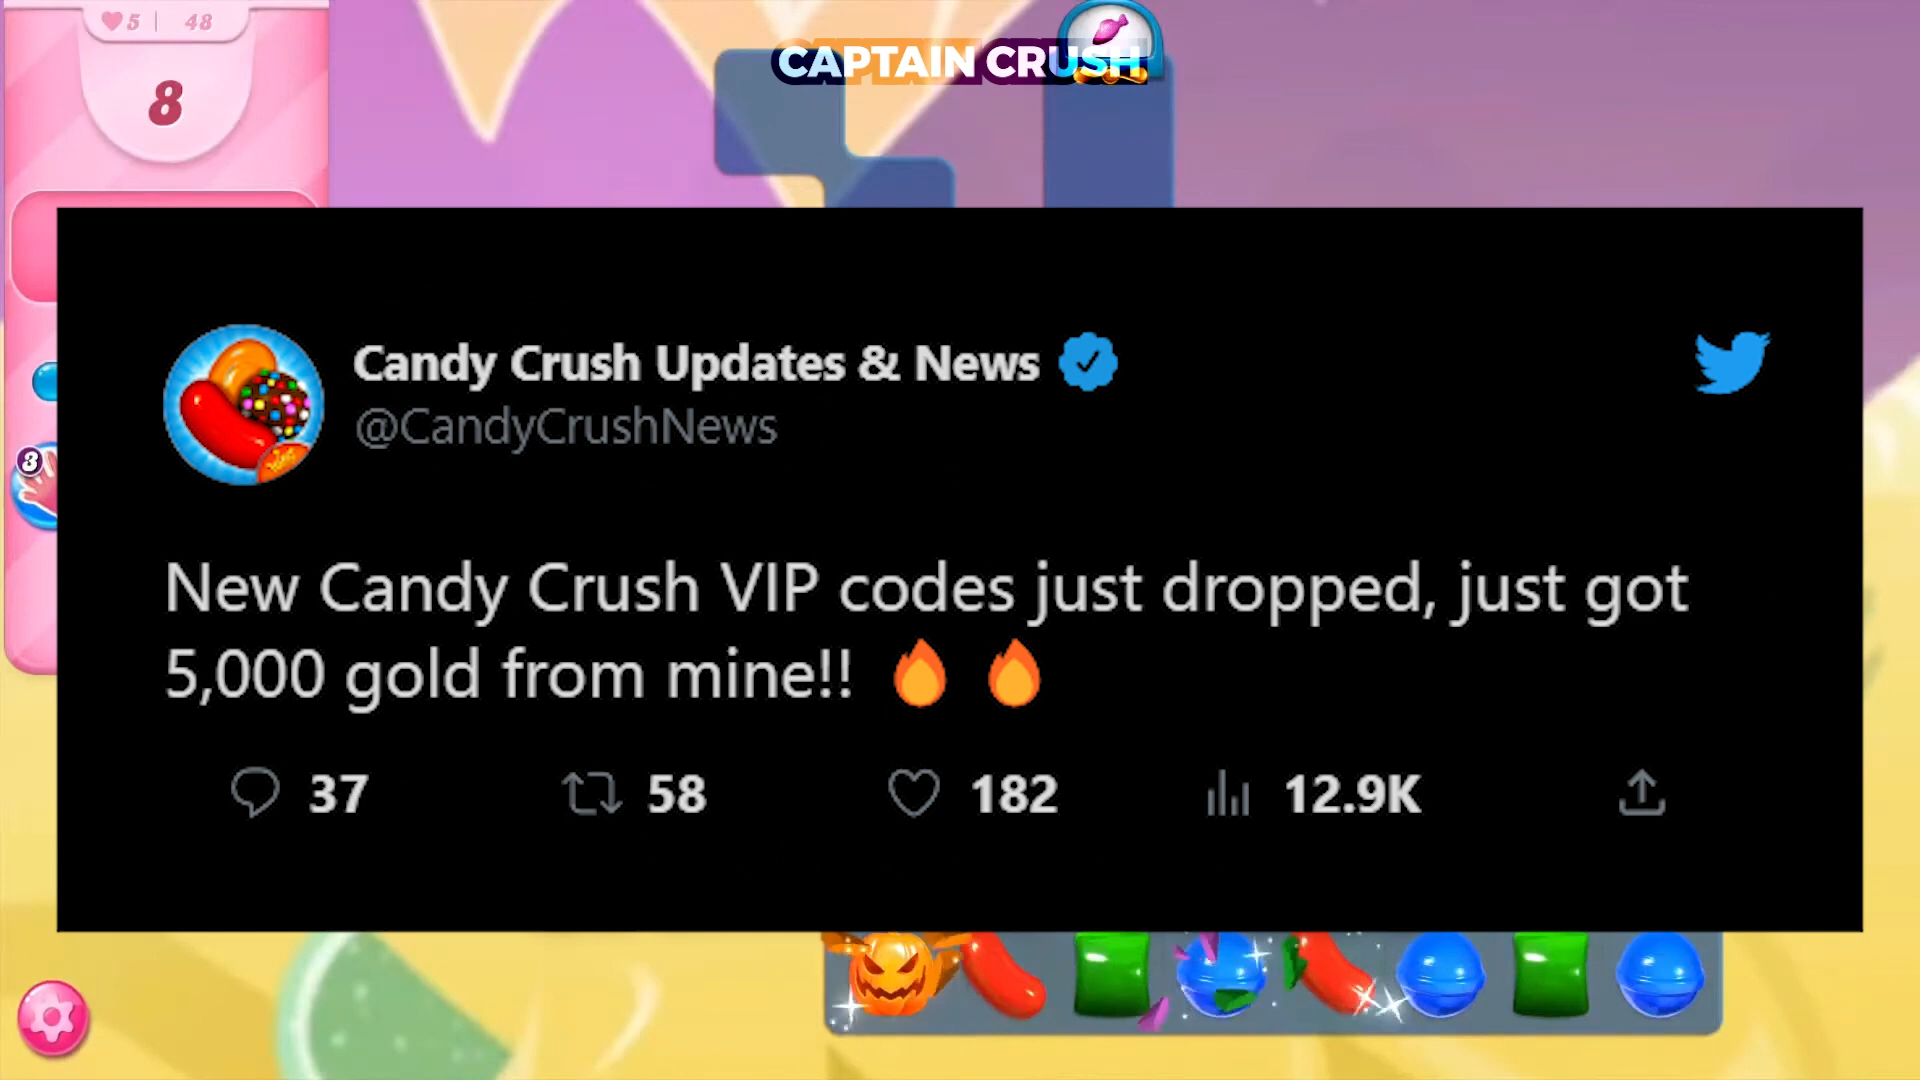 5 48
8
CAPTAIN CRUSH
Candy Crush Updates & News
@CandyCrushNews
3
New Candy Crush VIP codes just dropped, just got
5,000 gold from mine!! 🔥 🔥
37 58 182 12.9K